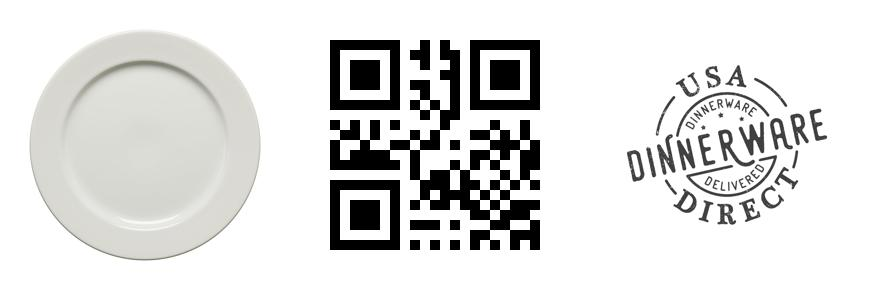 USA
DINNERWARE
DINNERWARE
DELIVERED
DIRECT